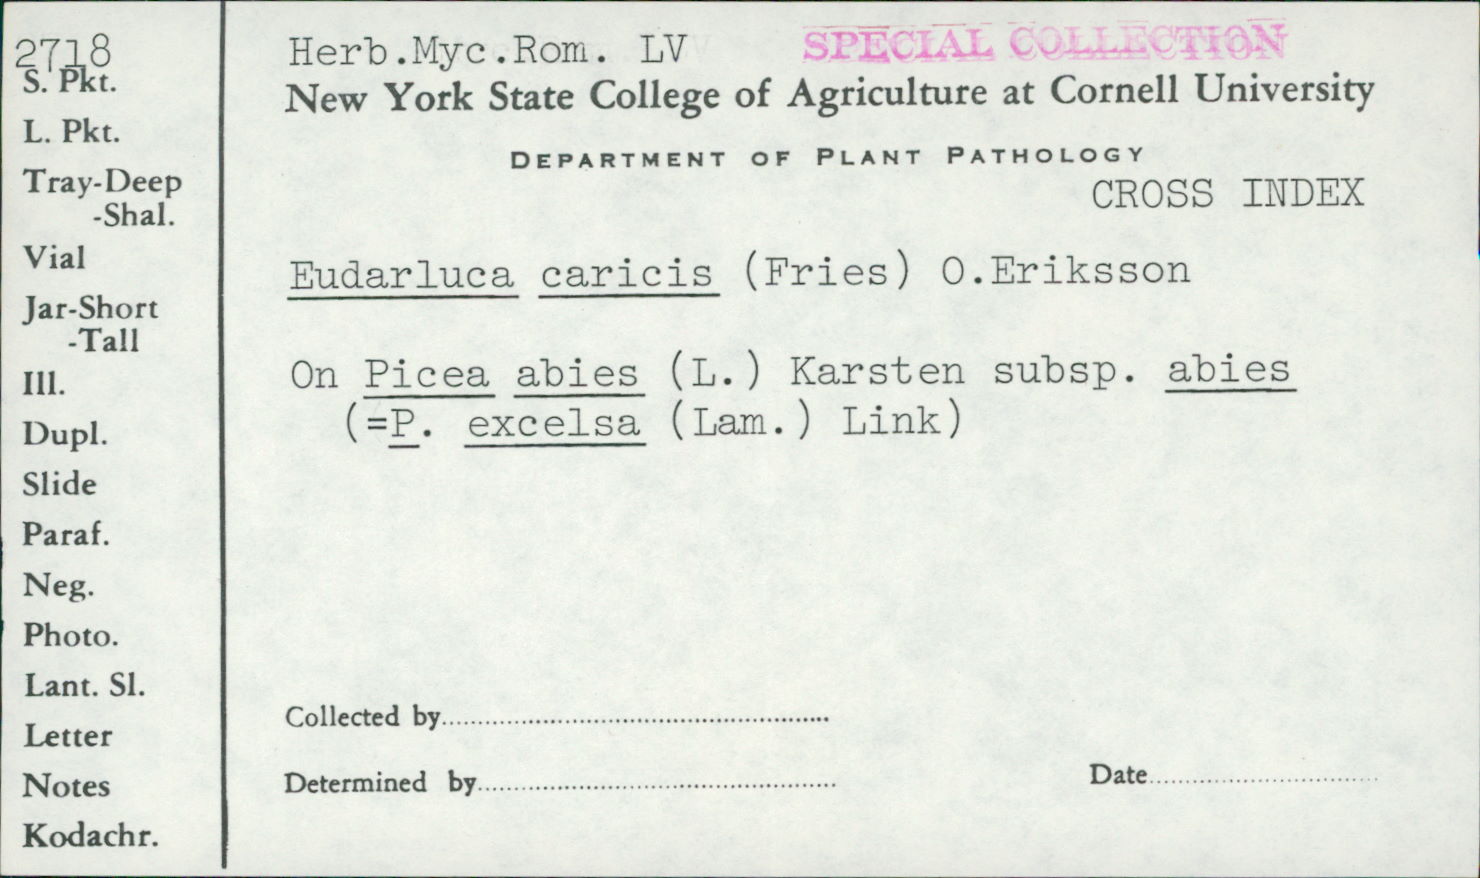 2718
S. Pkt.
L. Pkt.
Tray-Deep
-Shal.
Vial
Jar-Short
-Tall
Ill.
Dupl.
Slide
Paraf.
Neg.
Photo.
Lant. Sl.
Letter
Notes
Kodachr.
Herb.Myc.Rom. LV SPECIAL COLLECTION
New York State College of Agriculture at Cornell University
DEPARTMENT OF PLANT PATHOLOGY
CROSS INDEX
Eudarluca caricis (Fries) O.Eriksson
On Picea abies (L.) Karsten subsp. abies
(=P. excelsa (Lam.) Link)
Collected by
Determined by Date